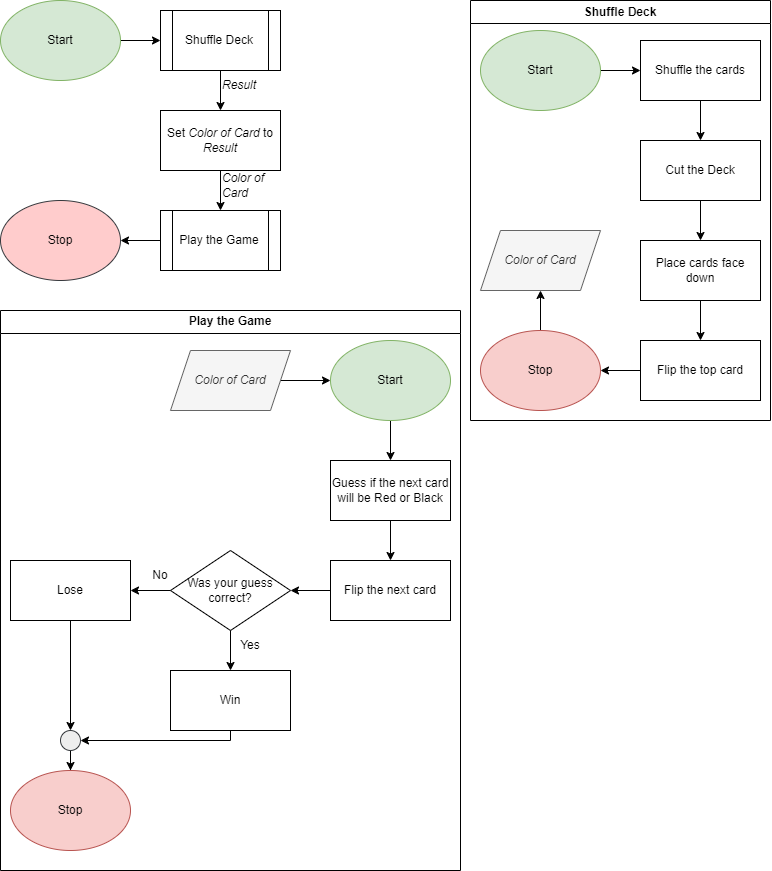 Start
Shuffle Deck
Result
Set Color of Card to
Result
Color of
Card
Play the Game
Stop
Shuffle Deck
Start
Shuffle the cards
Cut the Deck
Place cards face
down
Flip the top card
Stop
Color of Card
Play the Game
Color of Card
Start
Guess if the next card
will be Red or Black
Flip the next card
Was your guess
correct?
No
Lose
Yes
Win
Stop